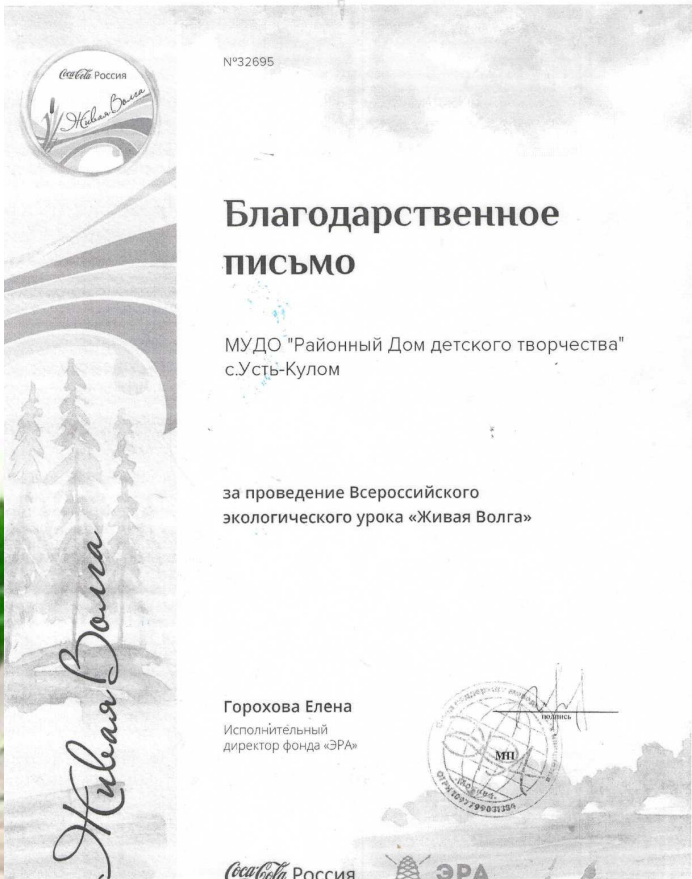 Coca-Cola Россия
Живая Волга
№32695
Благодарственное
письмо
МУДО "Районный Дом детского творчества"
с.Усть-Кулом
за проведение Всероссийского
экологического урока «Живая Волга»
Живая Волга
Горохова Елена
Исполнительный
директор фонда «ЭРА»
подпись
МП
Москва
Coca-Cola Россия
ЭРА